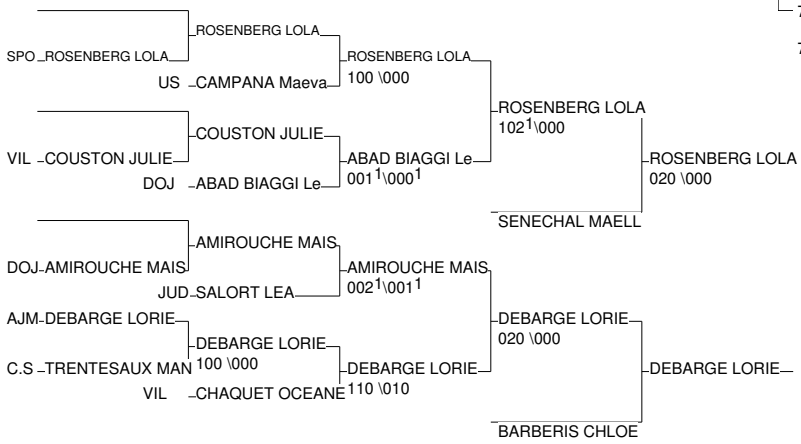 ROSENBERG LOLA
SPO ROSENBERG LOLA
ROSENBERG LOLA
100 \000
US CAMPANA Maeva
ROSENBERG LOLA
102¹\000
COUSTON JULIE
VIL COUSTON JULIE
ABAD BIAGGI Le
001¹\000¹
ROSENBERG LOLA
020 \000
DOJ ABAD BIAGGI Le
SENECHAL MAELL
AMIROUCHE MAIS
DOJ AMIROUCHE MAIS
AMIROUCHE MAIS
002¹\001¹
JUD SALORT LEA
AJM DEBARGE LORIE
DEBARGE LORIE
020 \000
DEBARGE LORIE
100 \000
C.S TRENTESAUX MAN
DEBARGE LORIE
110 \010
DEBARGE LORIE
VIL CHAQUET OCEANE
BARBERIS CHLOE